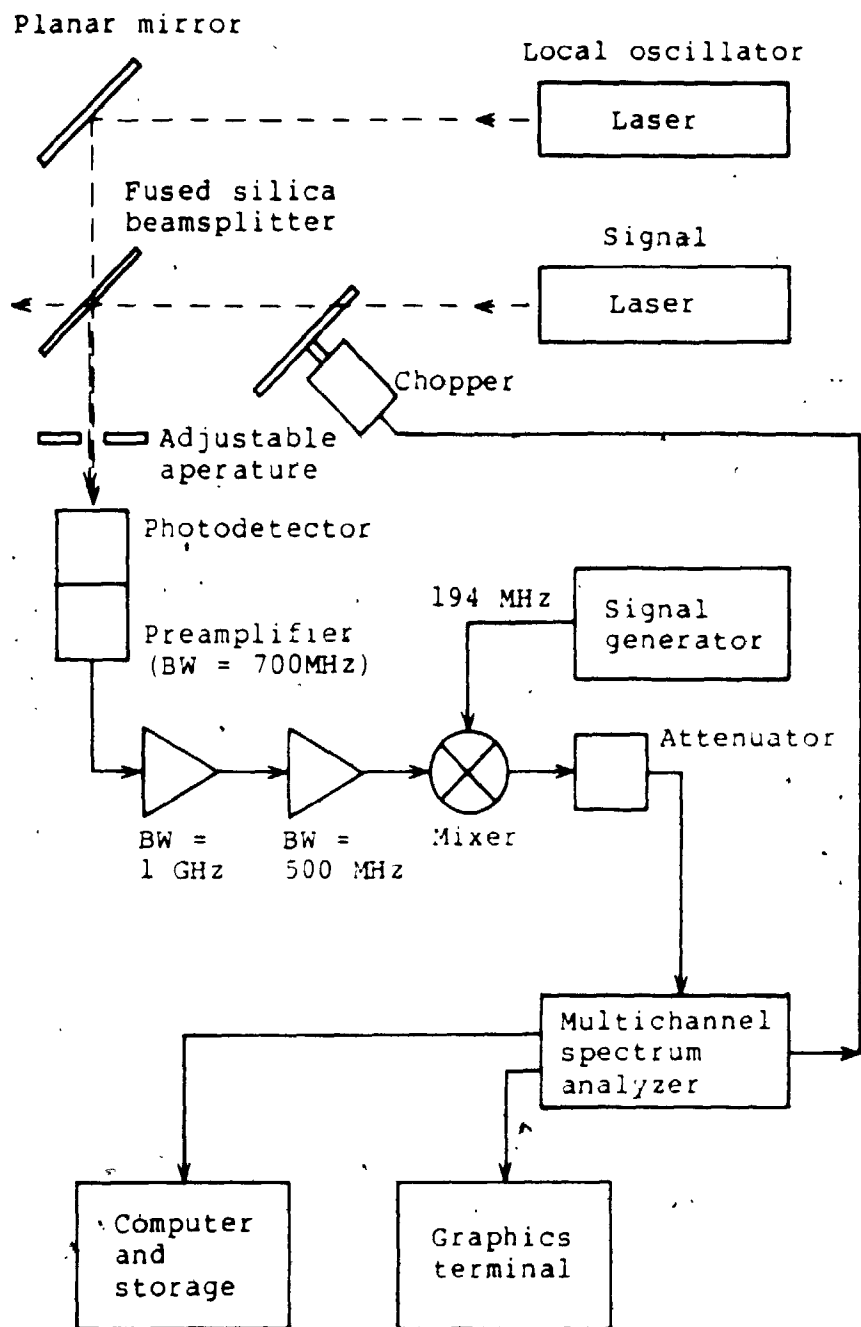 Planar mirror
Local oscillator
Laser
Fused silica
beamsplitter
Signal
Laser
Chopper
Adjustable
aperature
Photodetector
194 MHz
Signal
generator
Preamplifier
(BW = 700MHz)
Attenuator
Mixer
BW =
1 GHz
BW =
500 MHz
Multichannel
spectrum
analyzer
Computer
and
storage
Graphics
terminal